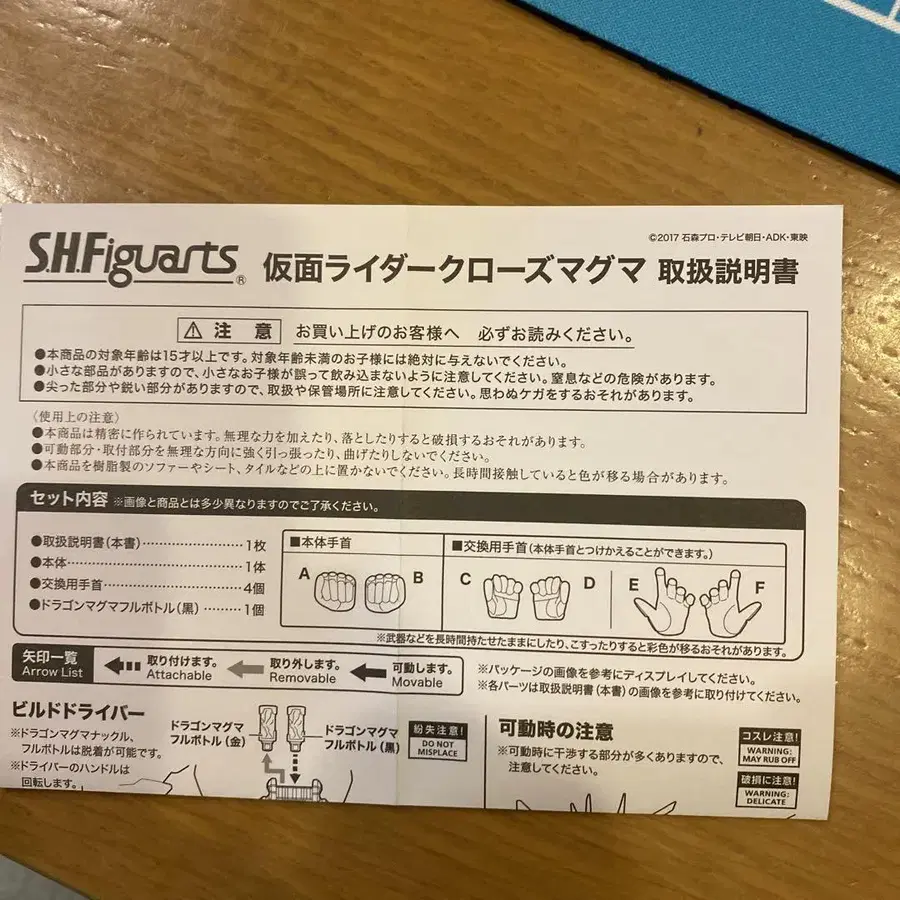 ©2017 石森プロ・テレビ朝日・ADK・東映
S.H.Figuarts® 仮面ライダークローズマグマ 取扱説明書
⚠注 意 お買い上げのお客様へ 必ずお読みください。
●本商品の対象年齢は15才以上です。対象年齢未満のお子様には絶対に与えないでください。
●小さな部品がありますので、小さなお子様が誤って飲み込まないように注意してください。窒息などの危険があります。
●尖った部分や鋭い部分がありますので、取扱や保管場所に注意してください。思わぬケガをするおそれがあります。
〈使用上の注意〉
●本商品は精密に作られています。無理な力を加えたり、落としたりすると破損するおそれがあります。
●可動部分・取付部分を無理な方向に強く引っ張ったり、曲げたりしないでください。
●本商品を樹脂製のソファーやシート、タイルなどの上に置かないでください。長時間接触していると色が移る場合があります。
セット内容 ※画像と商品とは多少異なりますのでご了承ください。
●取扱説明書(本書)……………1枚
●本体……………………1体
●交換用手首………………4個
●ドラゴンマグマフルボトル(黒)………1個
■本体手首
A B
■交換用手首(本体手首とつけかえることができます。)
C D E F
※武器などを長時間持たせたままにしたり、こすったりすると彩色が移るおそれがあります。
矢印一覧
Arrow List
取り付けます。
Attachable
取り外します。
Removable
可動します。
Movable
※パッケージの画像を参考にディスプレイしてください。
※各パーツは取扱説明書(本書)の画像を参考に取り付けてください。
ビルドドライバー
※ドラゴンマグマナックル、
フルボトルは脱着が可能です。
※ドライバーのハンドルは
回転します。
ドラゴンマグマ
フルボトル(金)
ドラゴンマグマ
フルボトル(黒)
紛失注意!
DO NOT
MISPLACE
可動時の注意
※可動時に干渉する部分が多くありますので、
注意してください。
コスレ注意!
WARNING:
MAY RUB OFF
破損に注意!
WARNING:
DELICATE